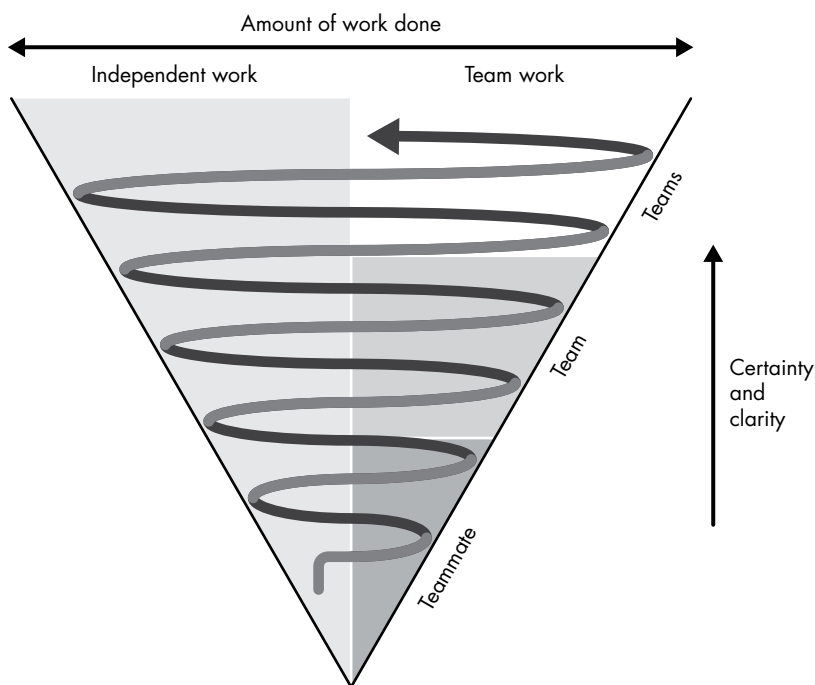 Amount of work done
Independent work
Team work
Teams
Team
Certainty
and
clarity
Teammate